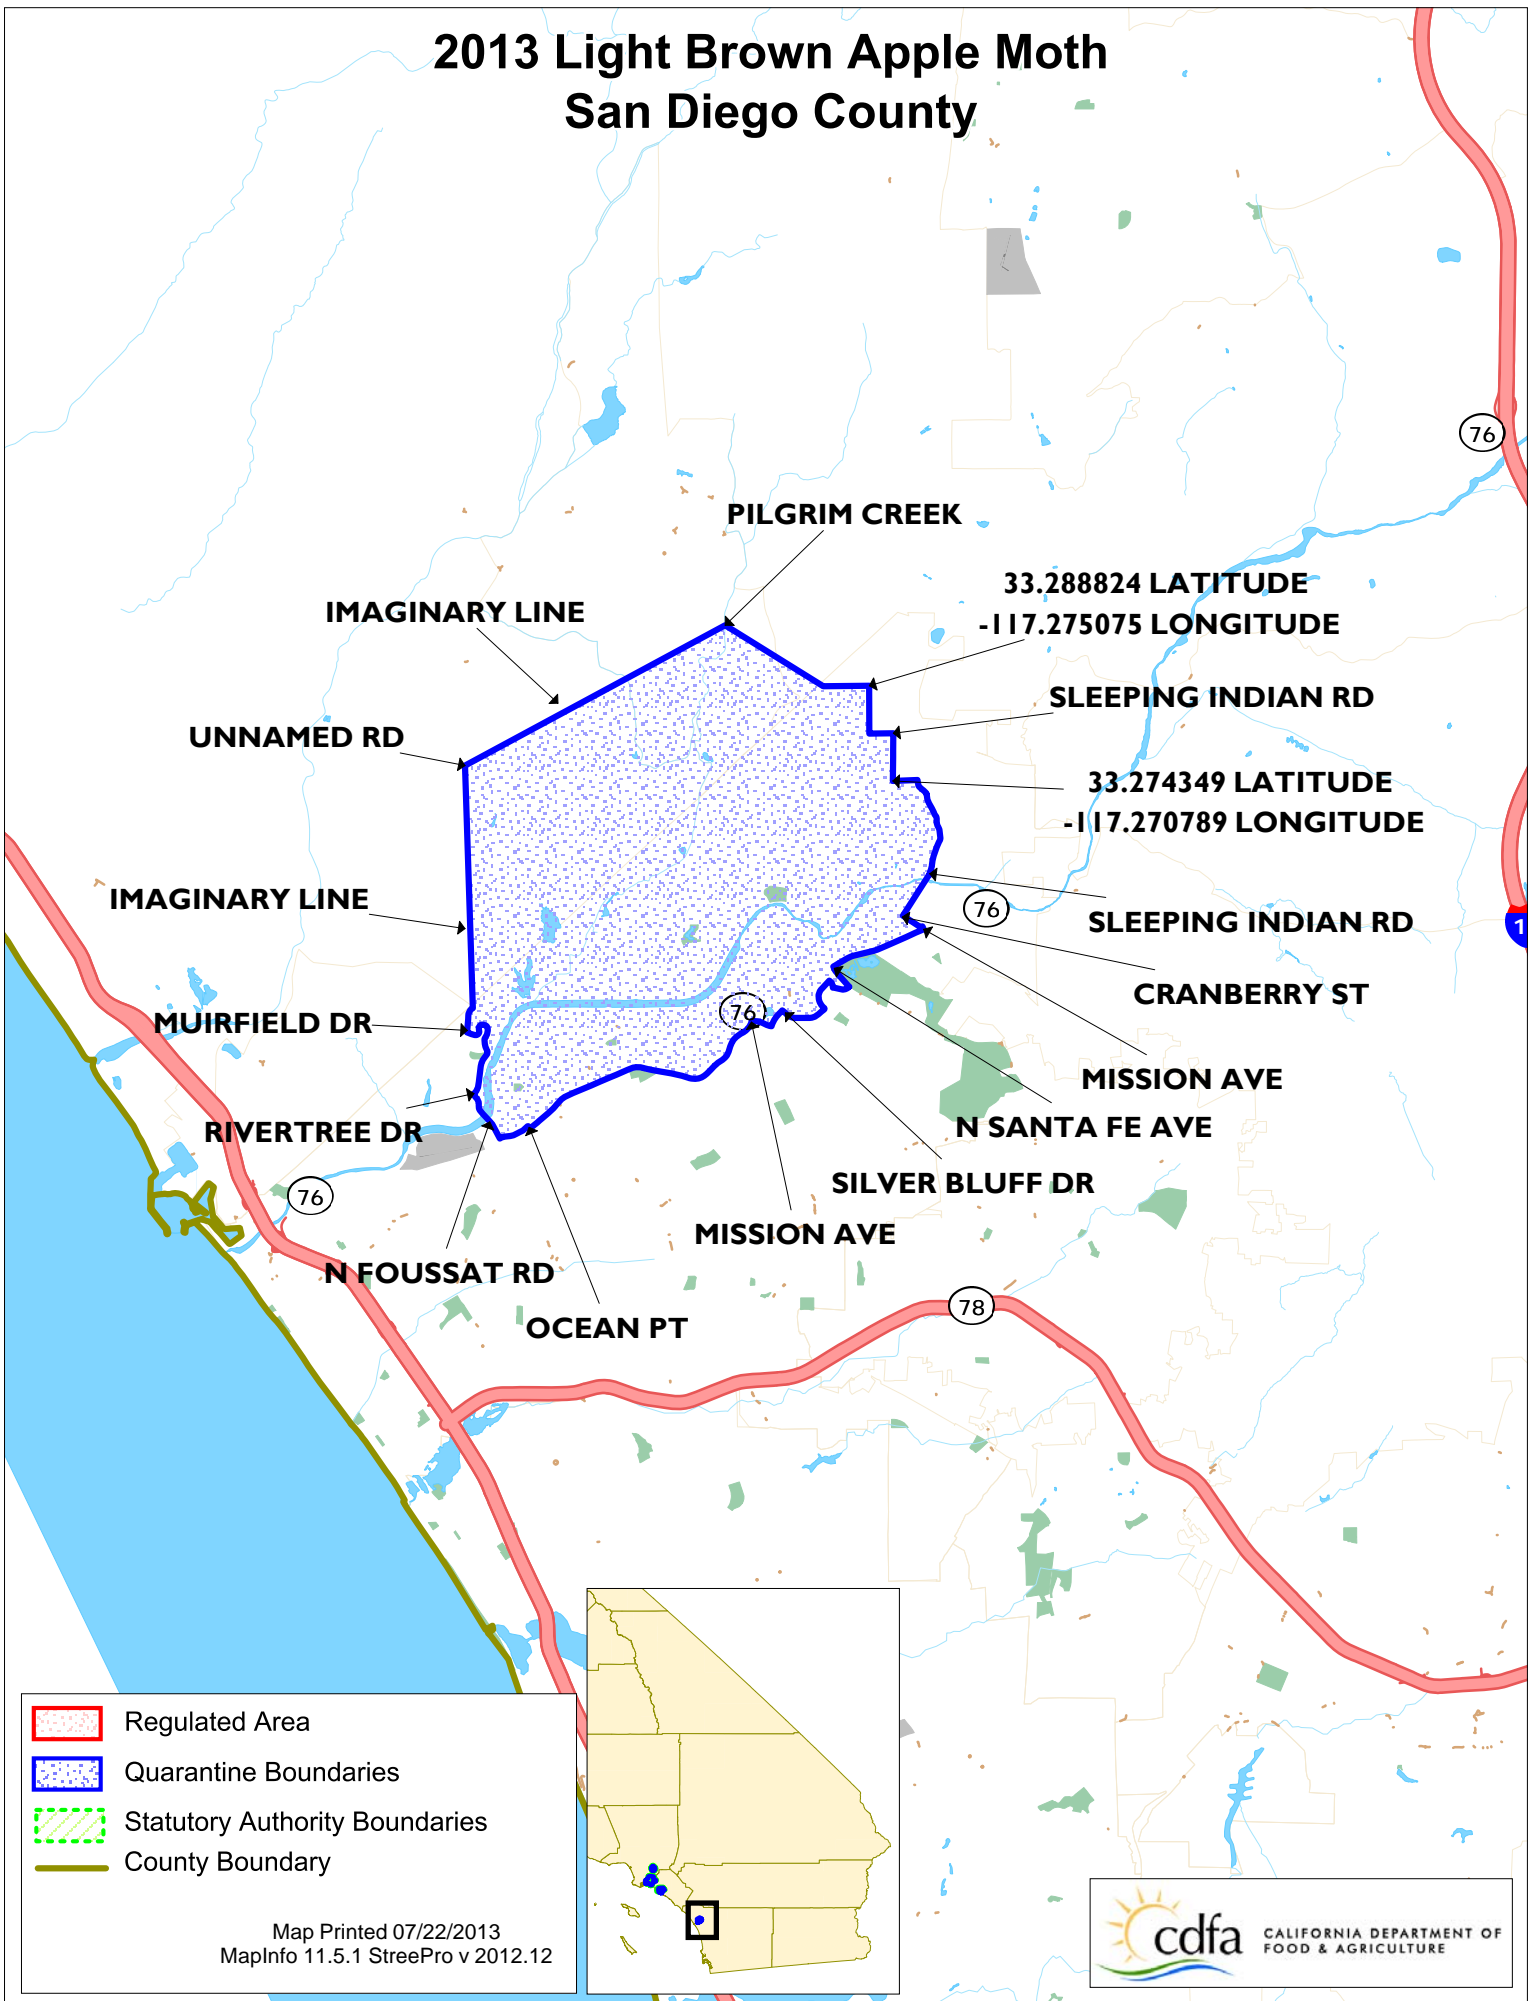 2013 Light Brown Apple Moth
San Diego County
76
PILGRIM CREEK
33.288824 LATITUDE
-117.275075 LONGITUDE
IMAGINARY LINE
SLEEPING INDIAN RD
UNNAMED RD
33.274349 LATITUDE
-117.270789 LONGITUDE
IMAGINARY LINE
76
SLEEPING INDIAN RD
1
CRANBERRY ST
MUIRFIELD DR
76
MISSION AVE
RIVERTREE DR
N SANTA FE AVE
SILVER BLUFF DR
76
MISSION AVE
N FOUSSAT RD
OCEAN PT
78
Regulated Area
Quarantine Boundaries
Statutory Authority Boundaries
County Boundary
Map Printed 07/22/2013
MapInfo 11.5.1 StreePro v 2012.12
cdfa
CALIFORNIA DEPARTMENT OF
FOOD & AGRICULTURE